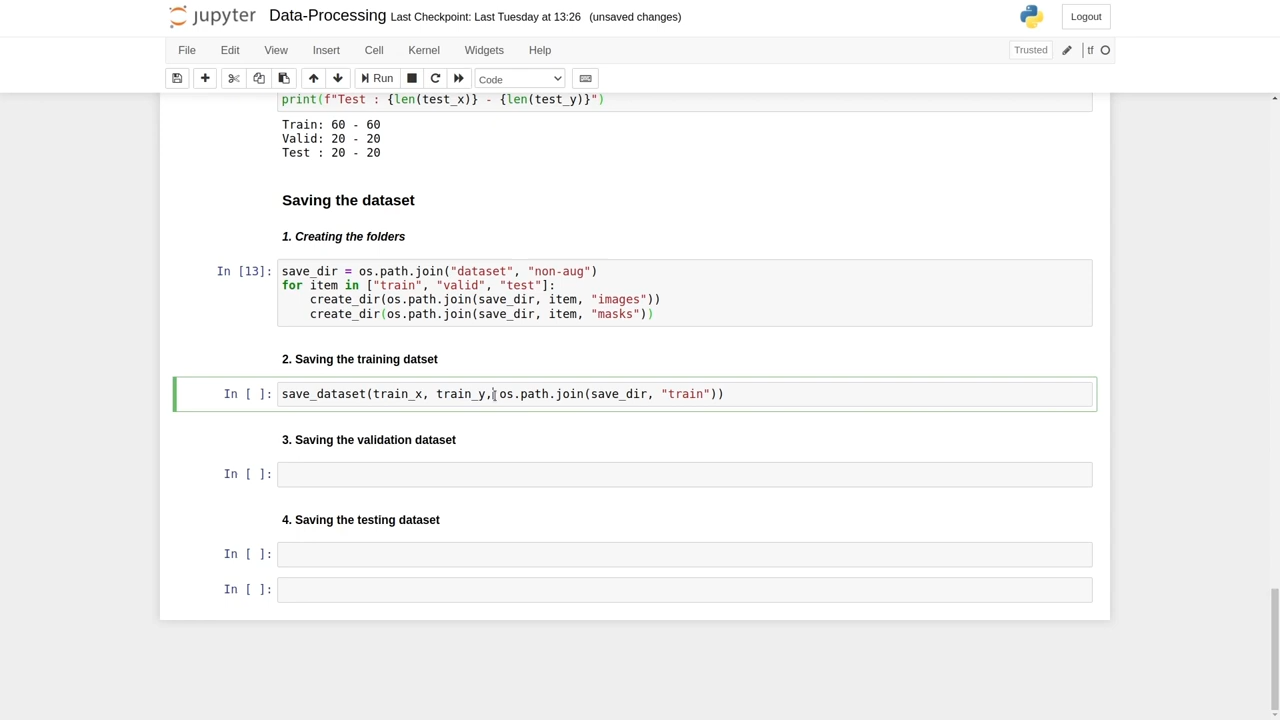 jupyter Data-Processing Last Checkpoint: Last Tuesday at 13:26 (unsaved changes) Logout
File Edit View Insert Cell Kernel Widgets Help Trusted tf
Run Code
print(f"Test : {len(test_x)} - {len(test_y)}")
Train: 60 - 60
Valid: 20 - 20
Test : 20 - 20
Saving the dataset
1. Creating the folders
In [13]: save_dir = os.path.join("dataset", "non-aug")
for item in ["train", "valid", "test"]:
    create_dir(os.path.join(save_dir, item, "images"))
    create_dir(os.path.join(save_dir, item, "masks"))
2. Saving the training datset
In [ ]: save_dataset(train_x, train_y, os.path.join(save_dir, "train"))
3. Saving the validation dataset
In [ ]:
4. Saving the testing dataset
In [ ]:
In [ ]: